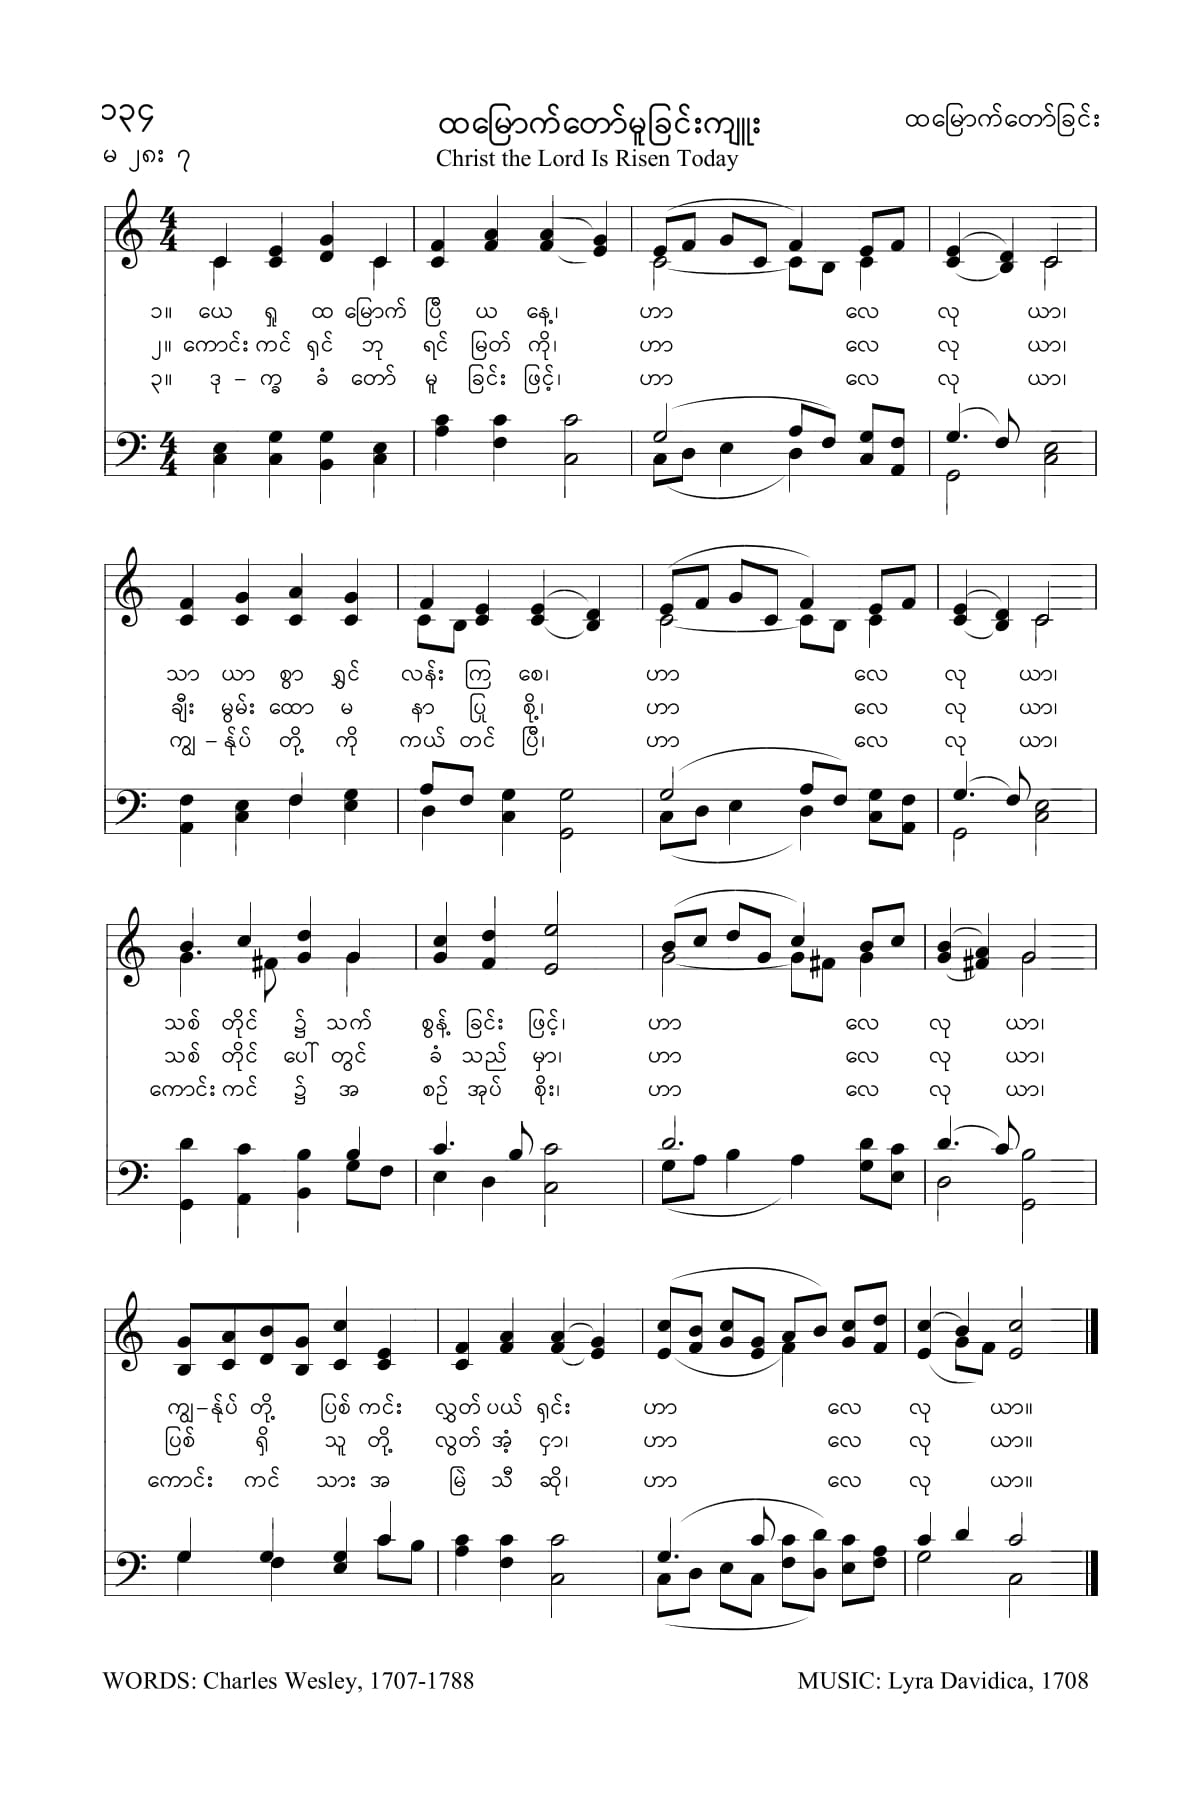 ၁၃၄
ထမြောက်တော်မူခြင်းကျူး
ထမြောက်တော်ခြင်း
မ ၂၈း ၇
Christ the Lord Is Risen Today
၁။ ယေ ရှု ထ မြောက် ပြီ ယ နေ့၊ ဟာ လေ လု ယာ၊
၂။ ကောင်း ကင် ရှင် ဘု ရင် မြတ် ကို၊ ဟာ လေ လု ယာ၊
၃။ ဒု – က္ခ ခံ တော် မူ ခြင်း ဖြင့်၊ ဟာ လေ လု ယာ၊
သာ ယာ စွာ ရွှင် လန်း ကြ စေ၊ ဟာ လေ လု ယာ၊
ချီး မွမ်း ထော မ နာ ပြု စို့၊ ဟာ လေ လု ယာ၊
ကျွ – န်ုပ် တို့ ကို ကယ် တင် ပြီ၊ ဟာ လေ လု ယာ၊
သစ် တိုင် ၌ သက် စွန့် ခြင်း ဖြင့်၊ ဟာ လေ လု ယာ၊
သစ် တိုင် ပေါ် တွင် ခံ သည် မှာ၊ ဟာ လေ လု ယာ၊
ကောင်း ကင် ၌ အ စဉ် အုပ် စိုး၊ ဟာ လေ လု ယာ၊
ကျွ–န်ုပ် တို့ ပြစ် ကင်း လွှတ် ပယ် ရှင်း ဟာ လေ လု ယာ။
ပြစ် ရှိ သူ တို့ လွတ် အံ့ ငှာ၊ ဟာ လေ လု ယာ။
ကောင်း ကင် သား အ မြဲ သီ ဆို၊ ဟာ လေ လု ယာ။
WORDS: Charles Wesley, 1707-1788
MUSIC: Lyra Davidica, 1708